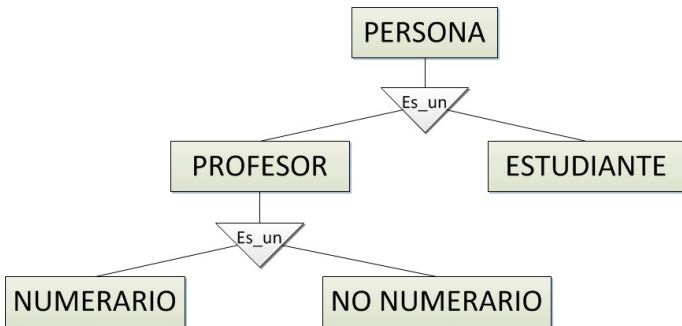 PERSONA
Es_un
PROFESOR
ESTUDIANTE
Es_un
NUMERARIO
NO NUMERARIO